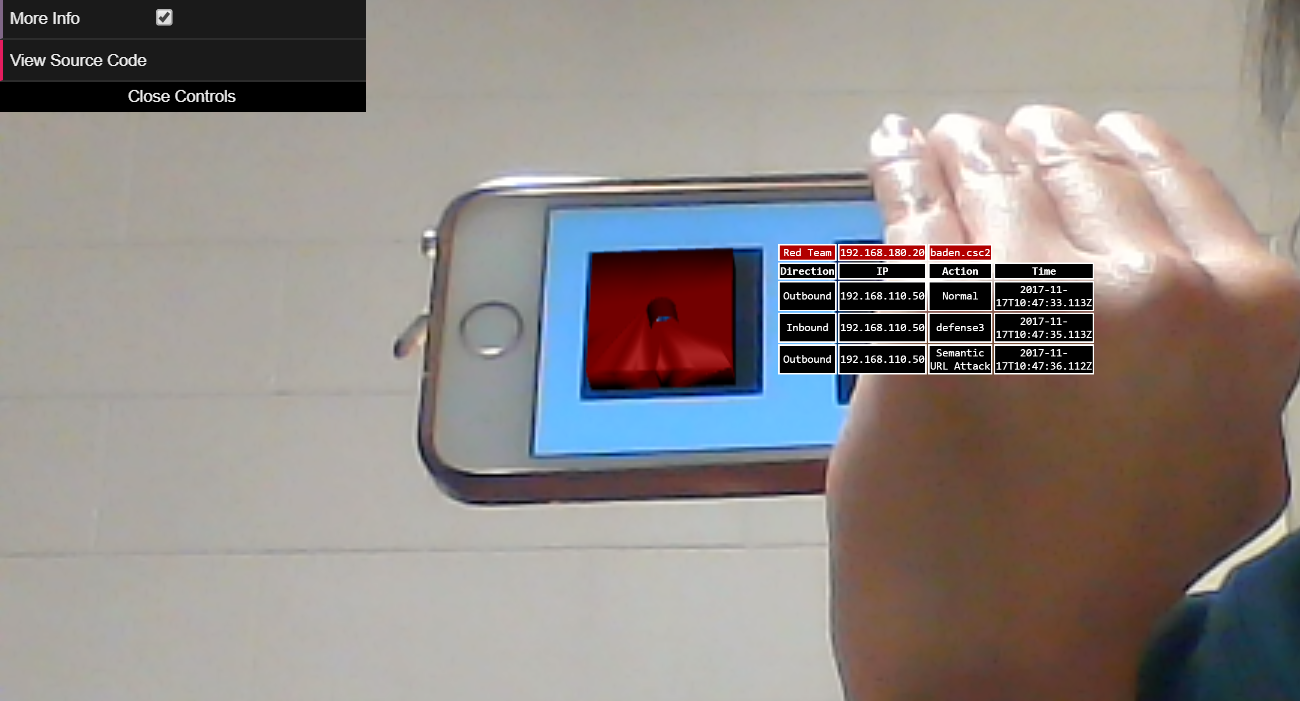 More Info
View Source Code
Close Controls
Red Team 192.168.180.20 baden.csc2
Direction IP Action Time
Outbound 192.168.110.50 Normal 2017-11-
17T10:47:33.113Z
Inbound 192.168.110.50 defense3 2017-11-
17T10:47:35.113Z
Outbound 192.168.110.50 Semantic
URL Attack 2017-11-
17T10:47:36.112Z